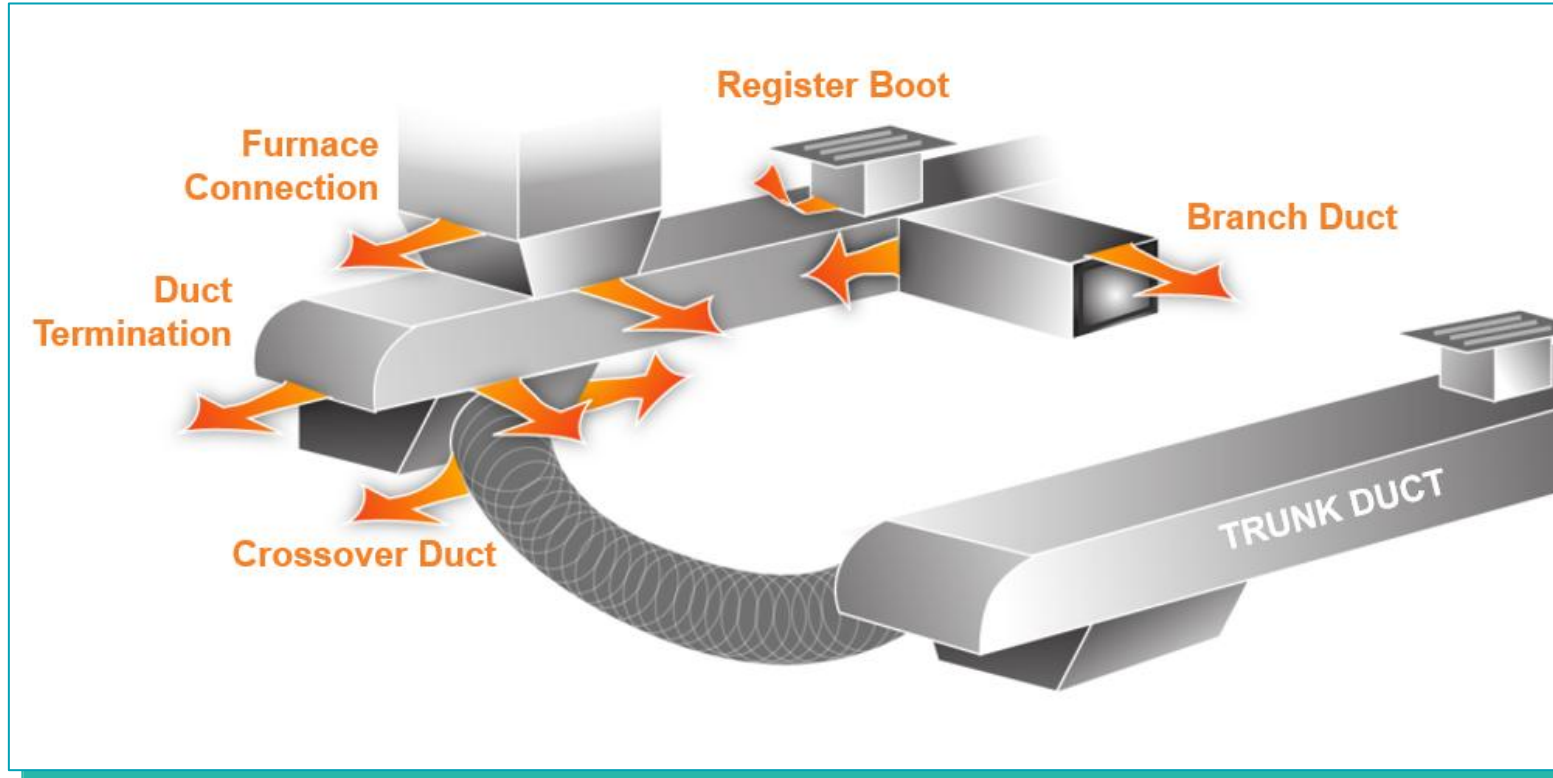 Register Boot
Furnace
Connection
Branch Duct
Duct
Termination
TRUNK DUCT
Crossover Duct